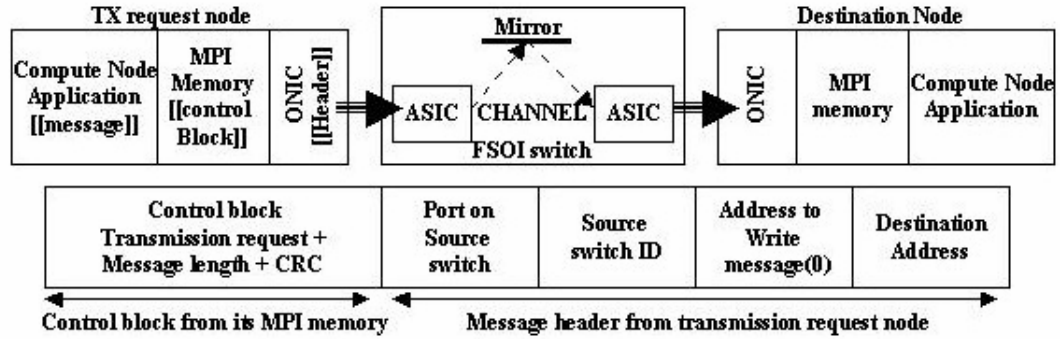 TX request node
Mirror
Destination Node
Compute Node
Application
[[message]]
MPI
Memory
[[control
Block]]
ONIC
[[Header]]
ASIC
CHANNEL
ASIC
FSOI switch
ONIC
MPI
memory
Compute Node
Application
Control block
Transmission request +
Message length + CRC
Port on
Source
switch
Source
switch ID
Address to
Write
message(0)
Destination
Address
Control block from its MPI memory
Message header from transmission request node